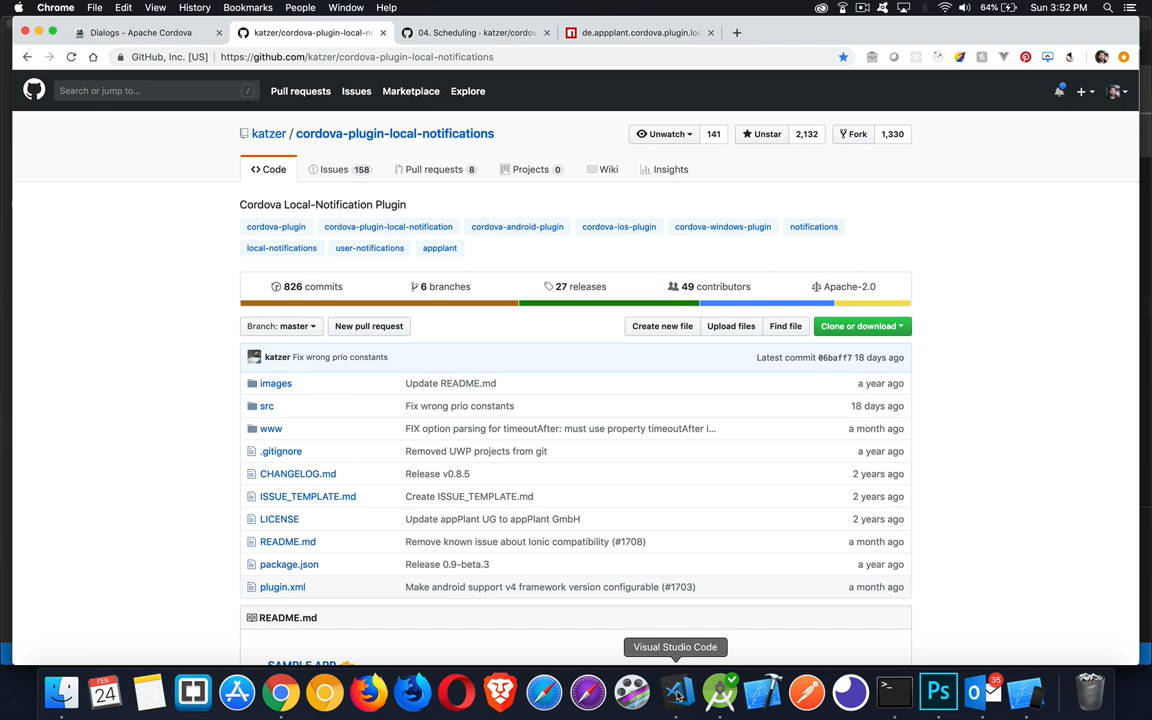 Chrome File Edit View History Bookmarks People Window Help 64% Sun 3:52 PM
Dialogs - Apache Cordova katzer/cordova-plugin-local-no 04. Scheduling · katzer/cordov de.appplant.cordova.plugin.loc
GitHub, Inc. [US] https://github.com/katzer/cordova-plugin-local-notifications
Search or jump to... / Pull requests Issues Marketplace Explore
katzer / cordova-plugin-local-notifications Unwatch 141 Unstar 2,132 Fork 1,330
Code Issues 158 Pull requests 8 Projects 0 Wiki Insights
Cordova Local-Notification Plugin
cordova-plugin cordova-plugin-local-notification cordova-android-plugin cordova-ios-plugin cordova-windows-plugin notifications
local-notifications user-notifications appplant
826 commits 6 branches 27 releases 49 contributors Apache-2.0
Branch: master New pull request Create new file Upload files Find file Clone or download
katzer Fix wrong prio constants Latest commit 06baff7 18 days ago
images Update README.md a year ago
src Fix wrong prio constants 18 days ago
www FIX option parsing for timeoutAfter: must use property timeoutAfter i... a month ago
.gitignore Removed UWP projects from git a year ago
CHANGELOG.md Release v0.8.5 2 years ago
ISSUE_TEMPLATE.md Create ISSUE_TEMPLATE.md 2 years ago
LICENSE Update appPlant UG to appPlant GmbH 2 years ago
README.md Remove known issue about Ionic compatibility (#1708) a month ago
package.json Release 0.9-beta.3 a year ago
plugin.xml Make android support v4 framework version configurable (#1703) a month ago
README.md
Visual Studio Code
SAMPLE APP
FEB
24
>_
Ps
35